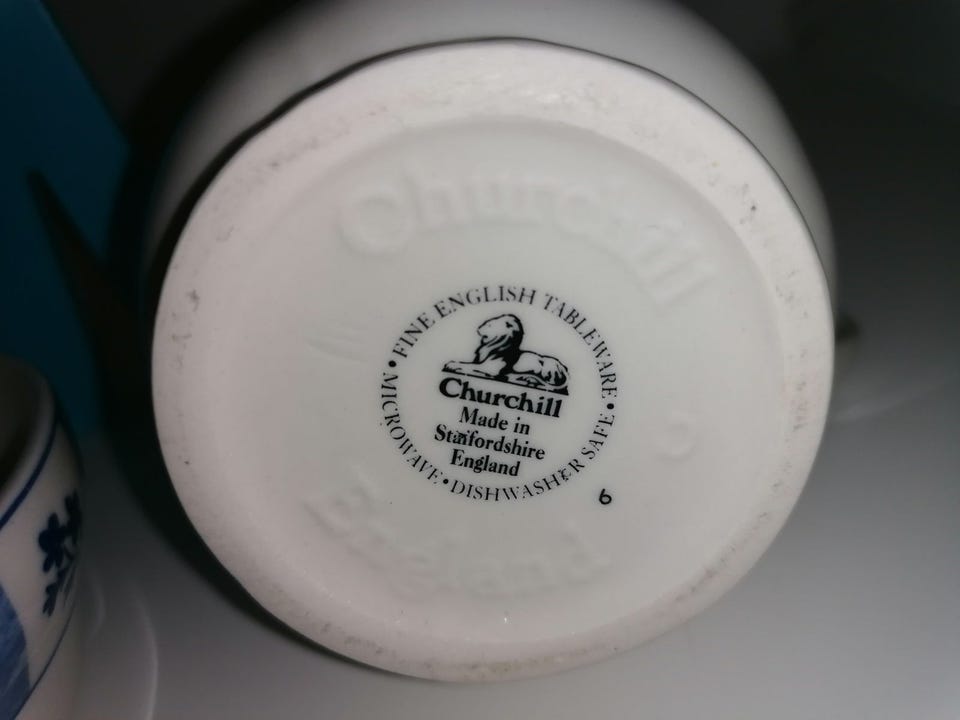 Churchill
• FINE ENGLISH TABLEWARE •
Churchill
Made in
Staffordshire
England
MICROWAVE • DISHWASHER SAFE
6
England